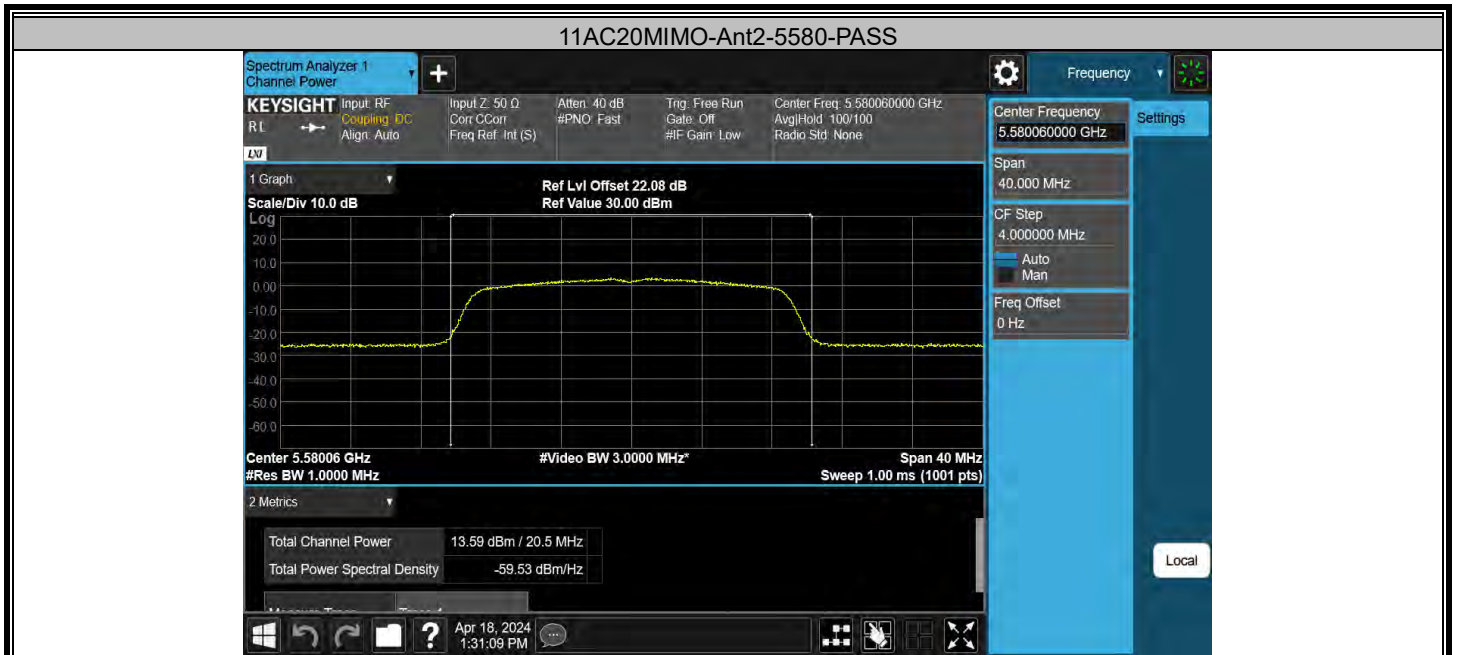 11AC20MIMO-Ant2-5580-PASS
Spectrum Analyzer 1
Channel Power
Frequency
KEYSIGHT
Input: RF
Coupling: DC
Align: Auto
Input Z: 50 Ω
Corr CCorr
Freq Ref: Int (S)
Atten: 40 dB
#PNO: Fast
Trig: Free Run
Gate: Off
#IF Gain: Low
Center Freq: 5.580060000 GHz
Avg|Hold: 100/100
Radio Std: None
LXI
Center Frequency
5.580060000 GHz
Settings
Span
40.000 MHz
CF Step
4.000000 MHz
Auto
Man
Freq Offset
0 Hz
1 Graph
Ref Lvl Offset 22.08 dB
Scale/Div 10.0 dB
Ref Value 30.00 dBm
Log
20.0
10.0
0.00
-10.0
-20.0
-30.0
-40.0
-50.0
-60.0
Center 5.58006 GHz
#Video BW 3.0000 MHz*
Span 40 MHz
#Res BW 1.0000 MHz
Sweep 1.00 ms (1001 pts)
2 Metrics
Total Channel Power 13.59 dBm / 20.5 MHz
Total Power Spectral Density -59.53 dBm/Hz
Local
Apr 18, 2024
1:31:09 PM